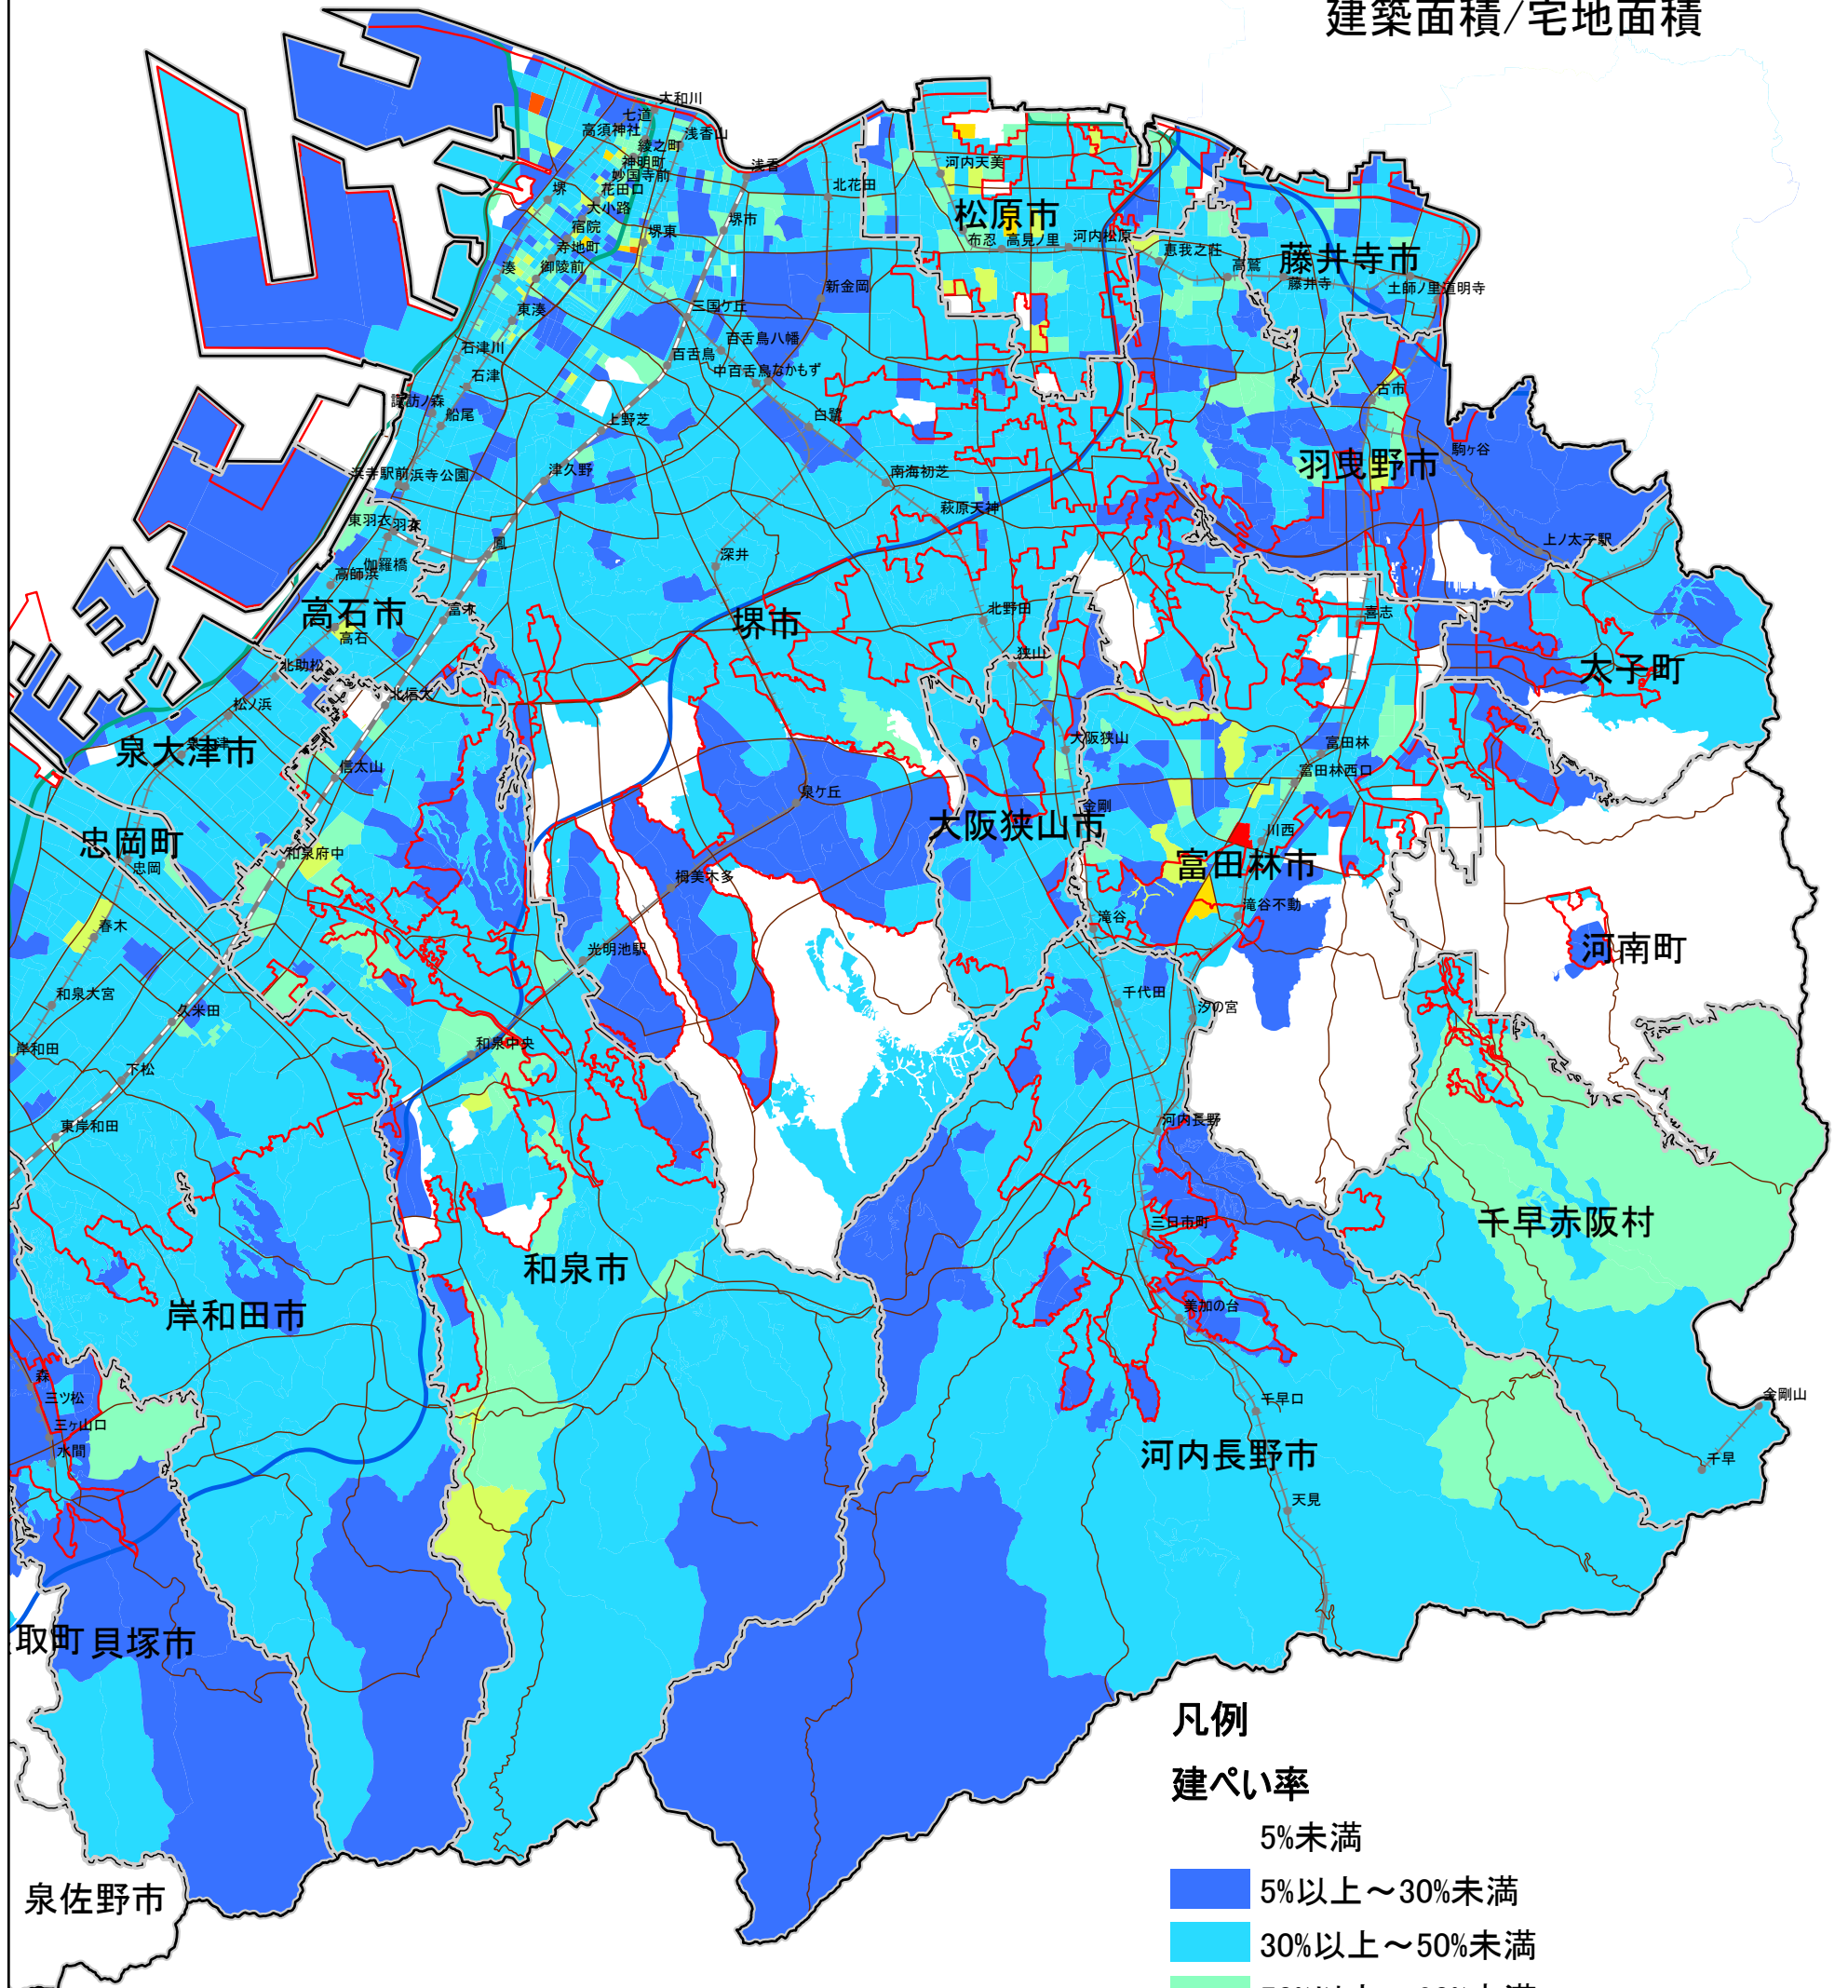 建築面積/宅地面積
大和川
七道
高須神社
浅香山
綾之町
神明町
妙国寺前
浅香
堺
花田口
北花田
河内天美
大小路
宿院
堺市
松原市
堺東
寺地町
布忍
高見ノ里
河内松原
恵我之荘
藤井寺市
湊
御陵前
高鷲
藤井寺
土師ノ里
道明寺
新金岡
東湊
三国ケ丘
百舌鳥八幡
石津川
百舌鳥
中百舌鳥
なかもず
石津
古市
諏訪ノ森
船尾
上野芝
白鷺
駒ヶ谷
羽曳野市
浜寺駅前
浜寺公園
津久野
南海初芝
萩原天神
東羽衣
羽衣
鳳
深井
上ノ太子駅
伽羅橋
高師浜
高石市
富木
北野田
喜志
堺市
高石
狭山
北助松
太子町
北信太
松ノ浜
泉大津市
大阪狭山
富田林
信太山
富田林西口
泉ケ丘
金剛
大阪狭山市
忠岡町
川西
和泉府中
富田林市
忠岡
栂美木多
滝谷不動
春木
滝谷
光明池駅
河南町
和泉大宮
千代田
久米田
汐の宮
岸和田
和泉中央
下松
東岸和田
河内長野
三日市町
千早赤阪村
和泉市
岸和田市
美加の台
森
三ツ松
千早口
金剛山
三ヶ山口
水間
河内長野市
千早
天見
取町
貝塚市
凡例
建ぺい率
5%未満
5%以上～30%未満
泉佐野市
30%以上～50%未満